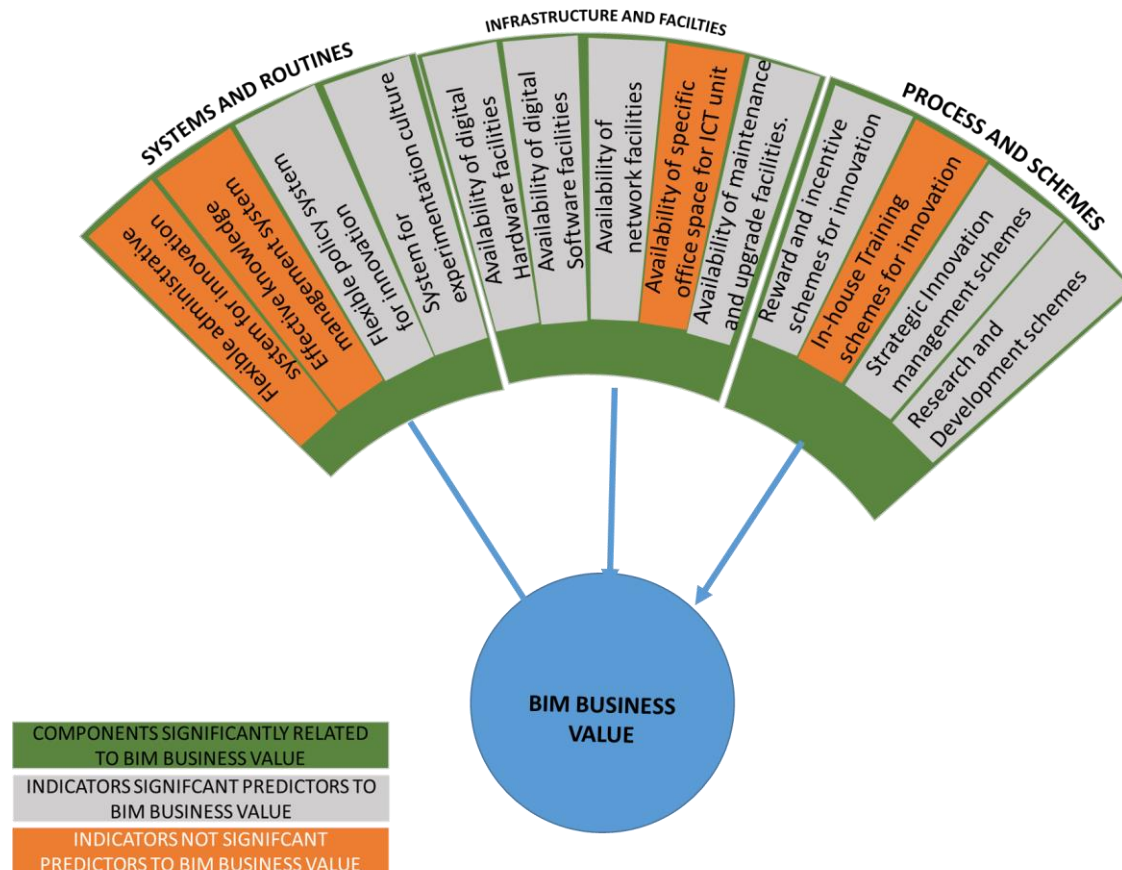 INFRASTRUCTURE AND FACILTIES
SYSTEMS AND ROUTINES
PROCESS AND SCHEMES
Flexible administrative
system for innovation
Effective knowledge
management system
Flexible policy system
for innovation
System for
experimentation culture
Availability of digital
Hardware facilities
Availability of digital
Software facilities
Availability of
network facilities
Availability of specific
office space for ICT unit
Availability of maintenance
and upgrade facilities.
Reward and incentive
schemes for innovation
In-house Training
schemes for innovation
Strategic Innovation
management schemes
Research and
Development schemes
BIM BUSINESS
VALUE
COMPONENTS SIGNIFICANTLY RELATED
TO BIM BUSINESS VALUE
INDICATORS SIGNIFCANT PREDICTORS TO
BIM BUSINESS VALUE
INDICATORS NOT SIGNIFCANT
PREDICTORS TO BIM BUSINESS VALUE